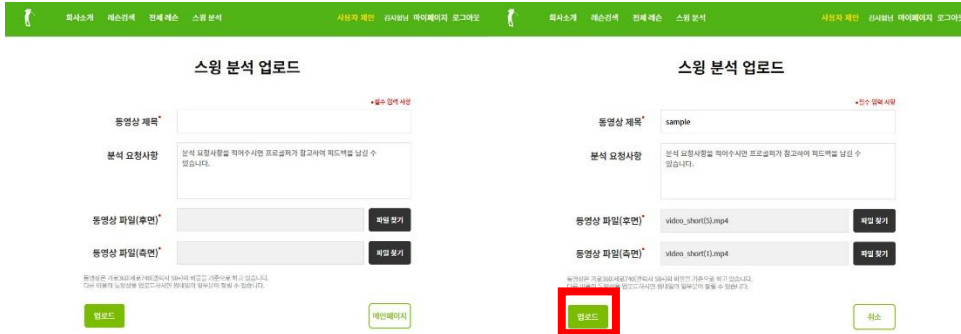 회사소개 레슨검색 전체 레슨 스윙 분석 사용자 제안 김사범님 마이페이지 로그아웃
스윙 분석 업로드
*필수 입력 사항
동영상 제목*
분석 요청사항 분석 요청사항을 적어주시면 프로골퍼가 참고하여 피드백을 남길 수
있습니다.
동영상 파일(후면)* 파일 찾기
동영상 파일(측면)* 파일 찾기
업로드 메인페이지
회사소개 레슨검색 전체 레슨 스윙 분석 사용자 제안 마이페이지 로그아웃
스윙 분석 업로드
*필수 입력 사항
동영상 제목* sample
분석 요청사항 분석 요청사항을 적어주시면 프로골퍼가 참고하여 피드백을 남길 수
있습니다.
동영상 파일(후면)* video_short(5).mp4 파일 찾기
동영상 파일(측면)* video_short(1).mp4 파일 찾기
업로드 취소